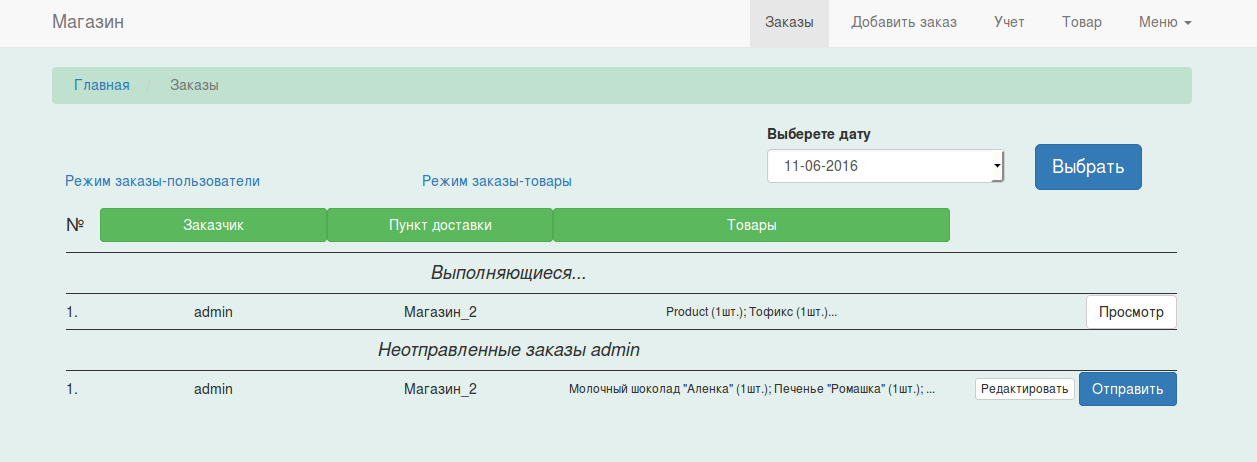 Магазин Заказы Добавить заказ Учет Товар Меню
Главная / Заказы
Выберете дату
11-06-2016 Выбрать
Режим заказы-пользователи Режим заказы-товары
№ Заказчик Пункт доставки Товары
Выполняющиеся...
1. admin Магазин_2 Product (1шт.); Тофикс (1шт.)... Просмотр
Неотправленные заказы admin
1. admin Магазин_2 Молочный шоколад "Аленка" (1шт.); Печенье "Ромашка" (1шт.); ... Редактировать Отправить